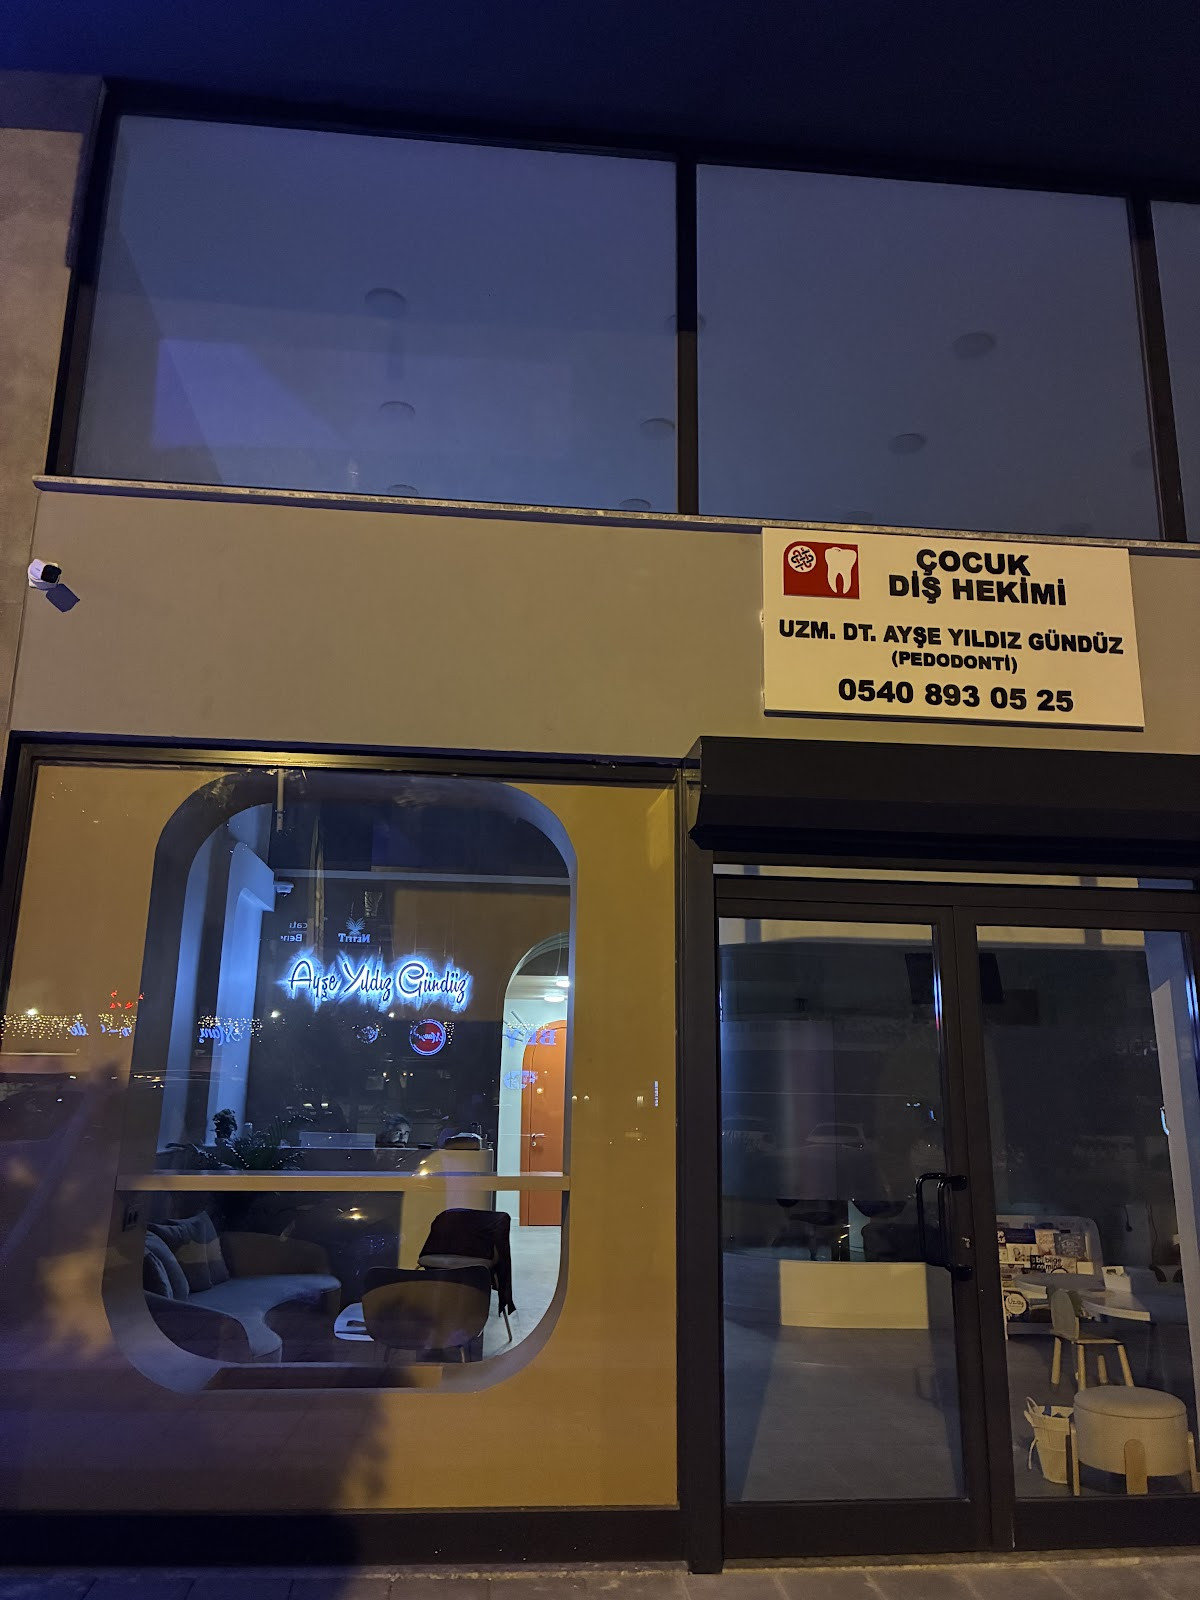 ÇOCUK
DİŞ HEKİMİ
UZM. DT. AYŞE YILDIZ GÜNDÜZ
(PEDODONTİ)
0540 893 05 25
Ayşe Yıldız Gündüz